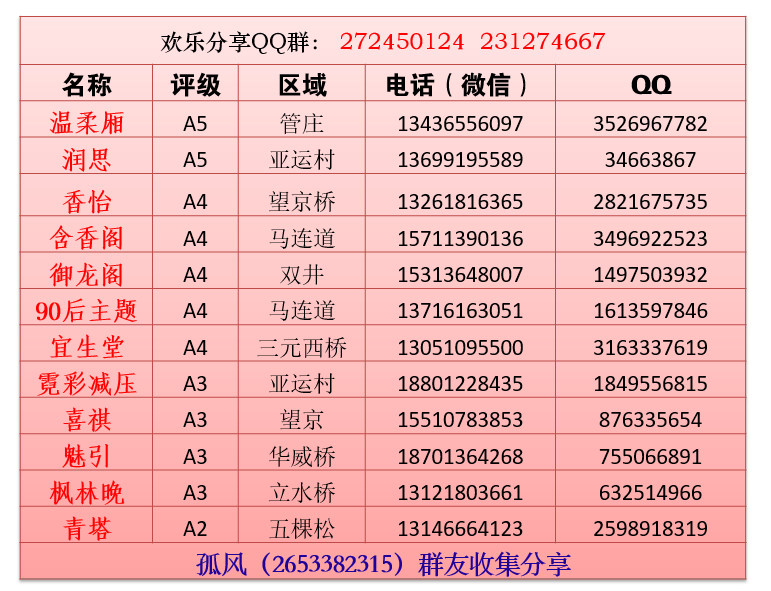 欢乐分享QQ群： 272450124 231274667
名称 评级 区域 电话（微信） QQ
温柔厢 A5 管庄 13436556097 3526967782
润思 A5 亚运村 13699195589 34663867
香怡 A4 望京桥 13261816365 2821675735
含香阁 A4 马连道 15711390136 3496922523
御龙阁 A4 双井 15313648007 1497503932
90后主题 A4 马连道 13716163051 1613597846
宜生堂 A4 三元西桥 13051095500 3163337619
霓彩减压 A3 亚运村 18801228435 1849556815
喜祺 A3 望京 15510783853 876335654
魅引 A3 华威桥 18701364268 755066891
枫林晚 A3 立水桥 13121803661 632514966
青塔 A2 五棵松 13146664123 2598918319
孤风（2653382315）群友收集分享